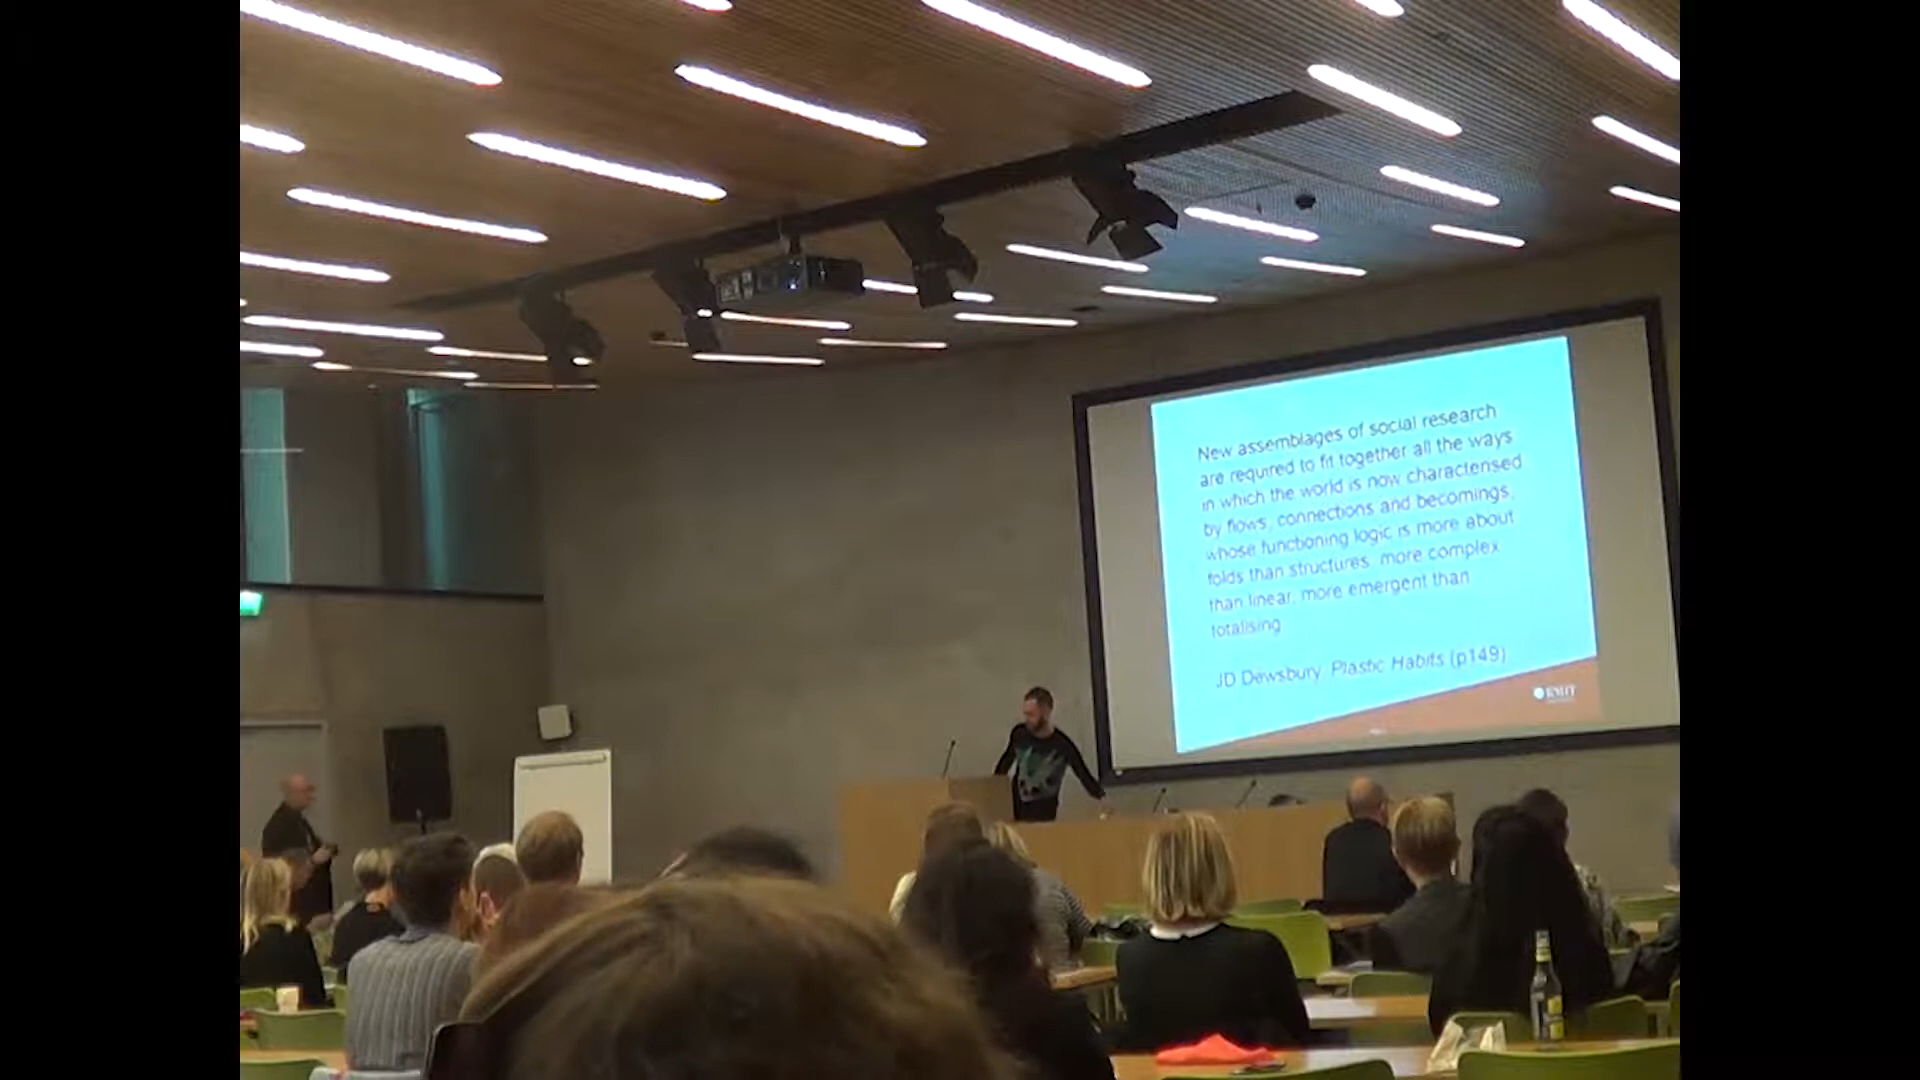 New assemblages of social research
are required to fit together all the ways
in which the world is now characterised
by flows, connections and becomings,
whose functioning logic is more about
folds than structures, more complex
than linear, more emergent than
totalising
JD Dewsbury Plastic Habits (p149)
RMIT